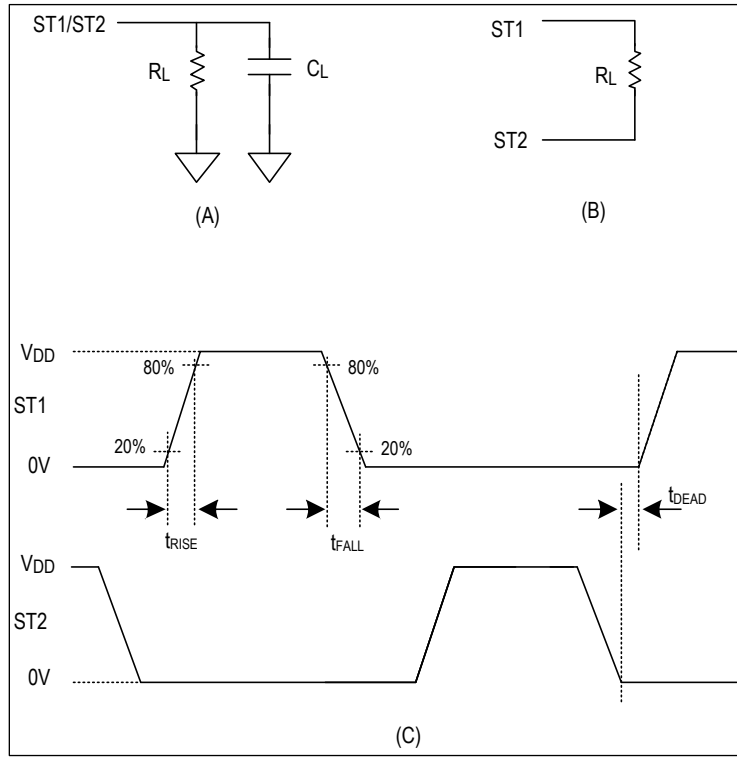 ST1/ST2
RL
CL
(A)
ST1
RL
ST2
(B)
VDD
80%
80%
ST1
20%
20%
0V
tRISE
tFALL
tDEAD
VDD
ST2
0V
(C)